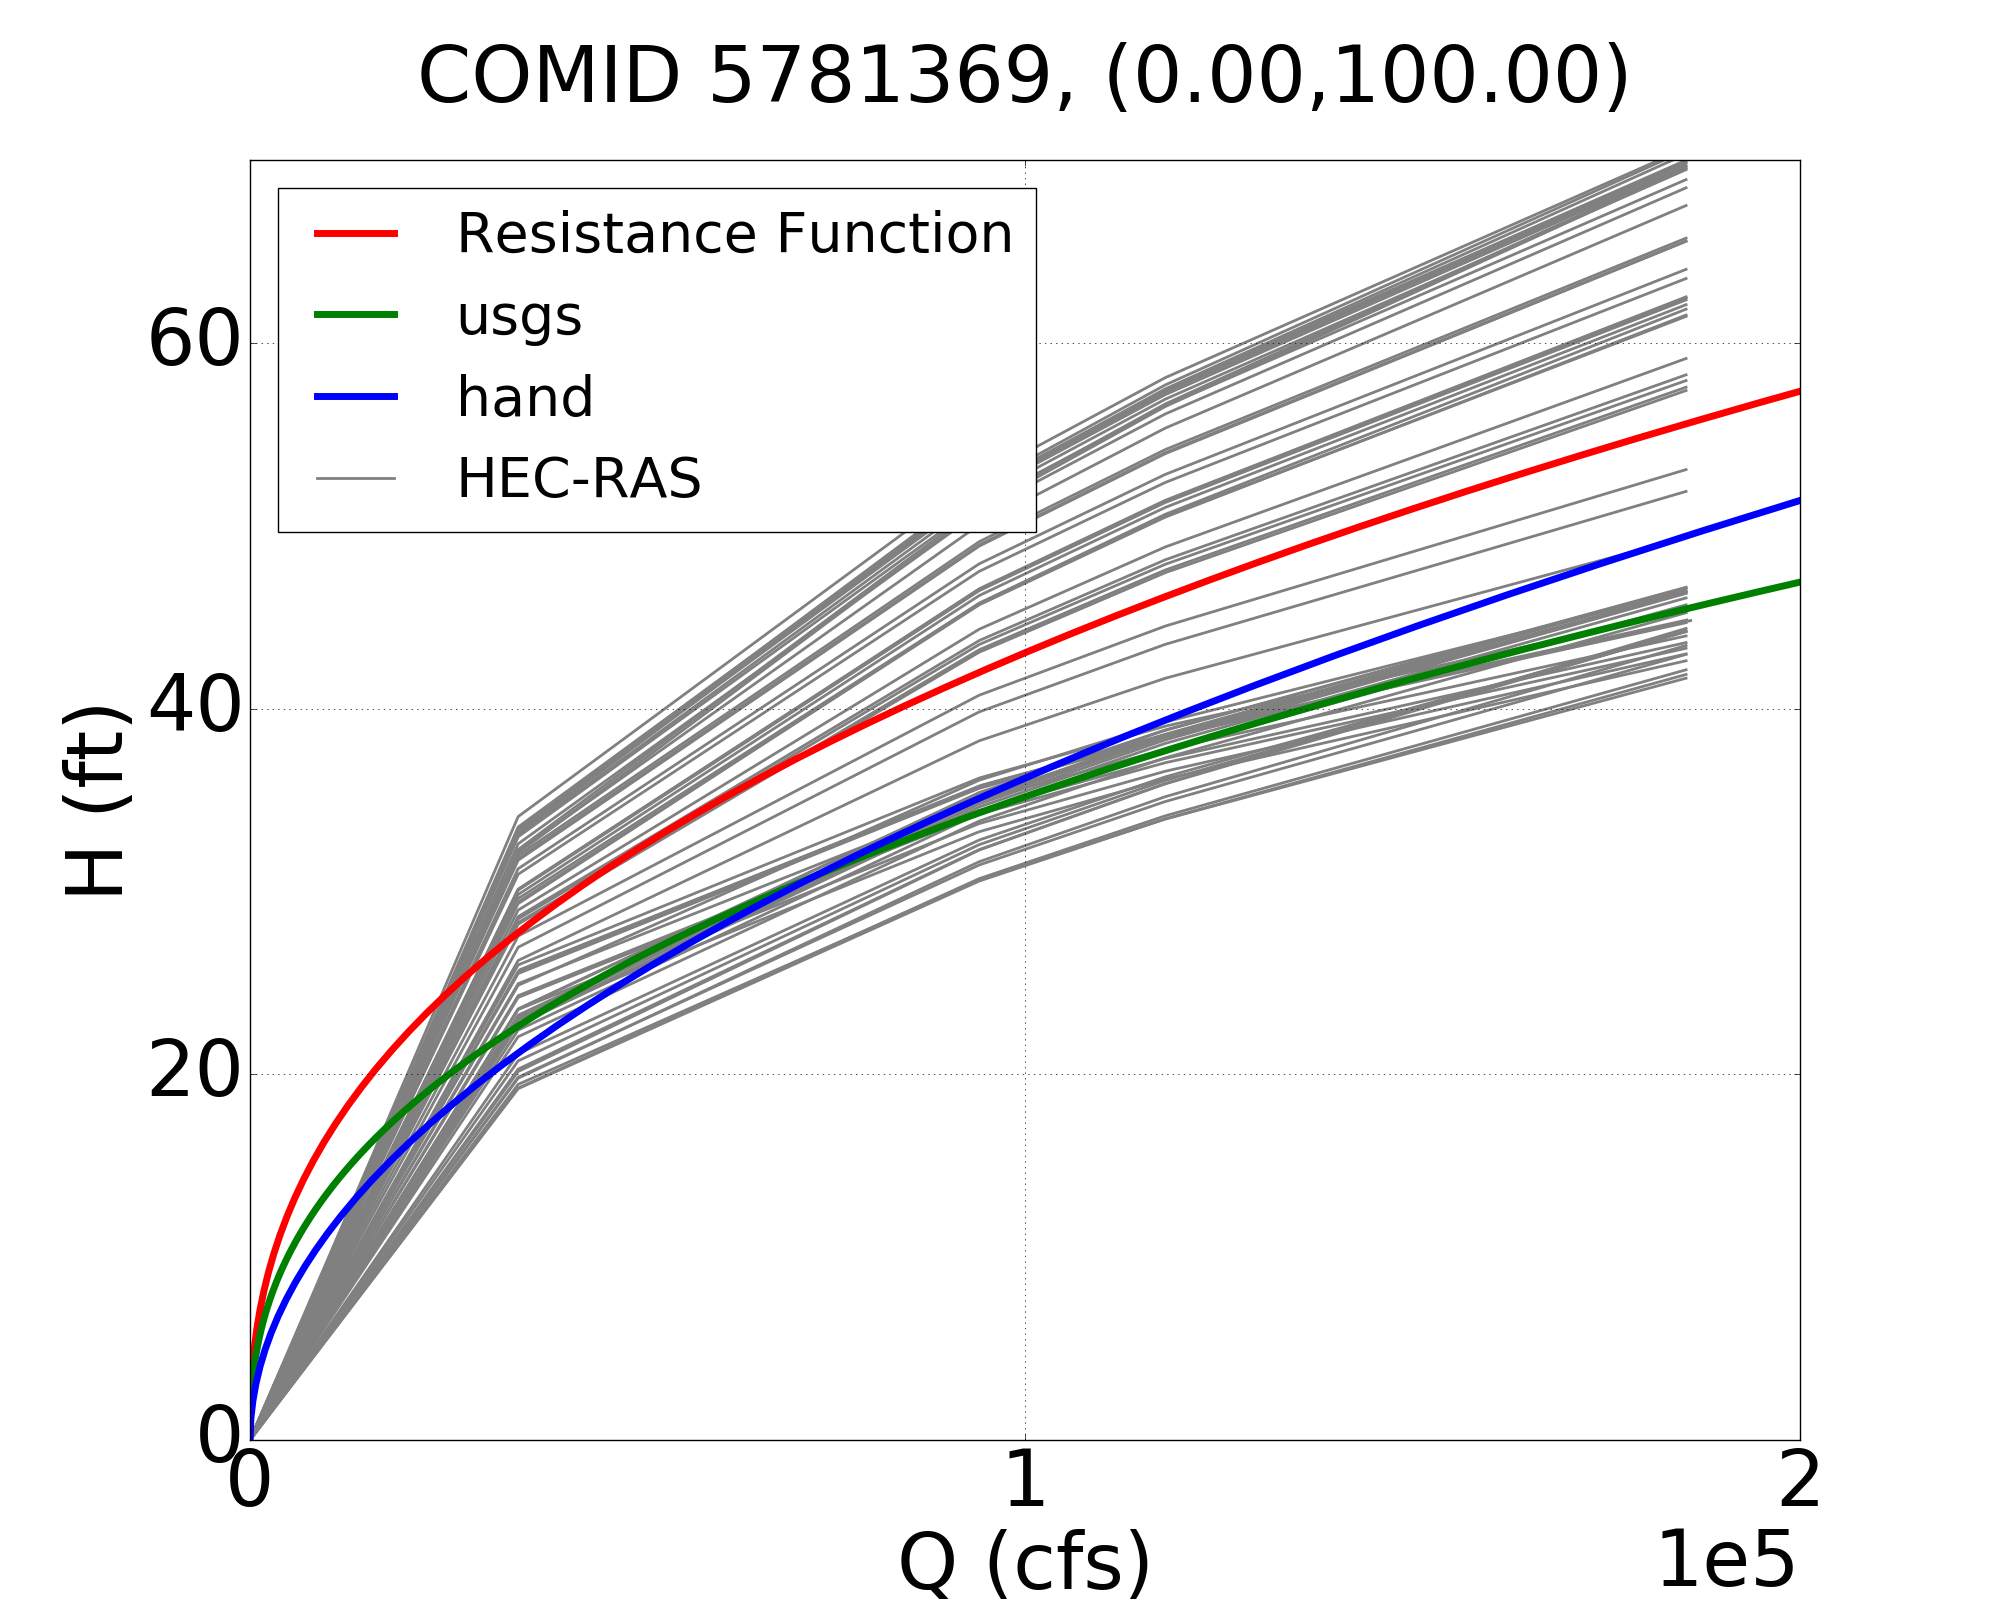 COMID 5781369, (0.00,100.00)
Resistance Function
usgs
hand
HEC-RAS
60
40
20
0
H (ft)
0 1 2
1e5
Q (cfs)